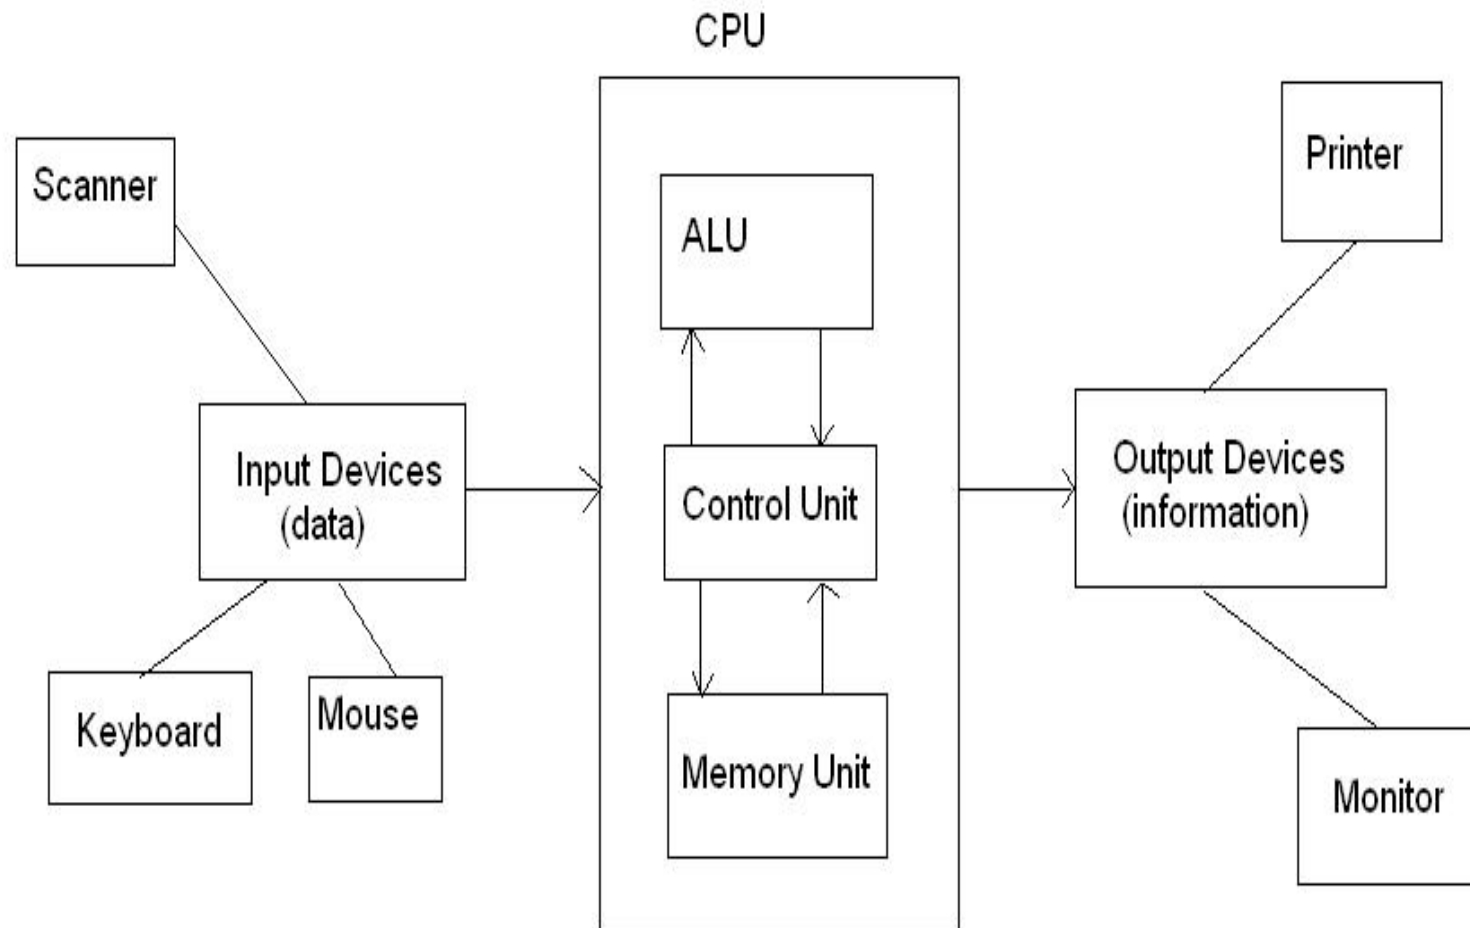 CPU
Scanner
Printer
ALU
Input Devices
(data)
Control Unit
Output Devices
(information)
Keyboard
Mouse
Memory Unit
Monitor